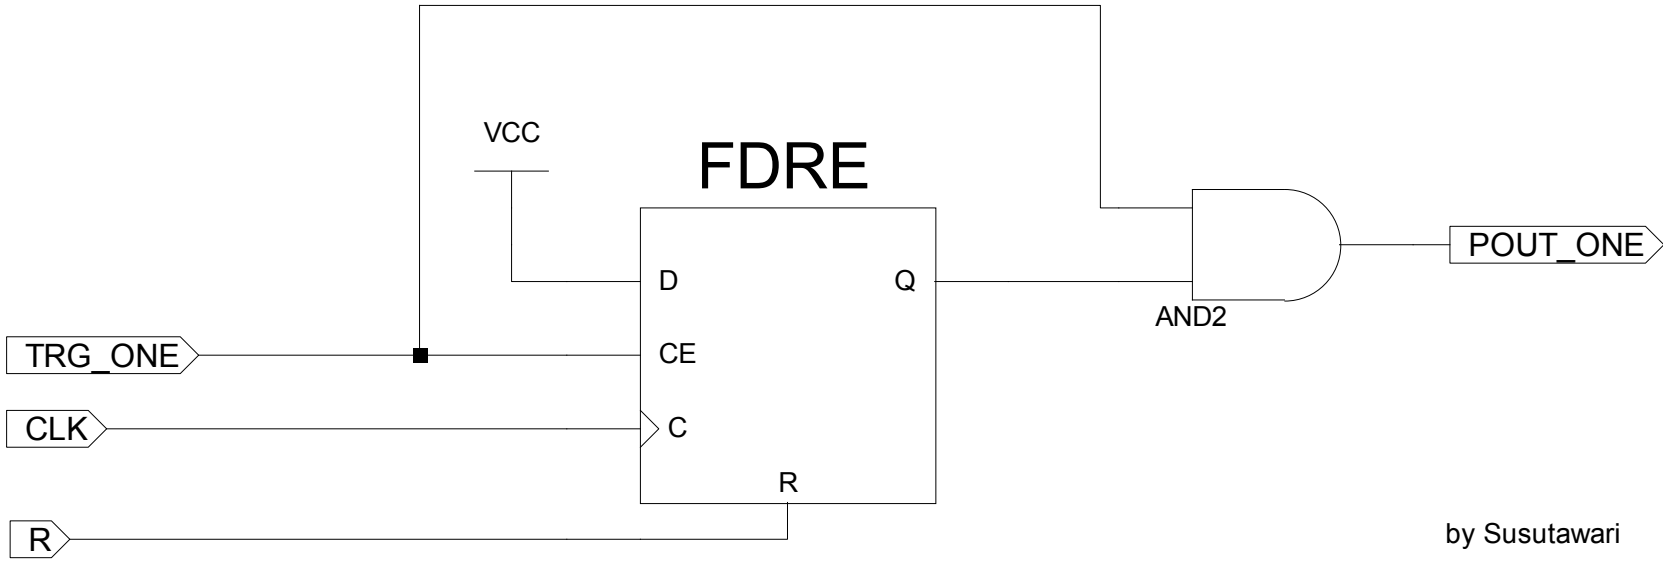 VCC
FDRE
D
Q
POUT_ONE
AND2
TRG_ONE
CE
CLK
C
R
R
by Susutawari